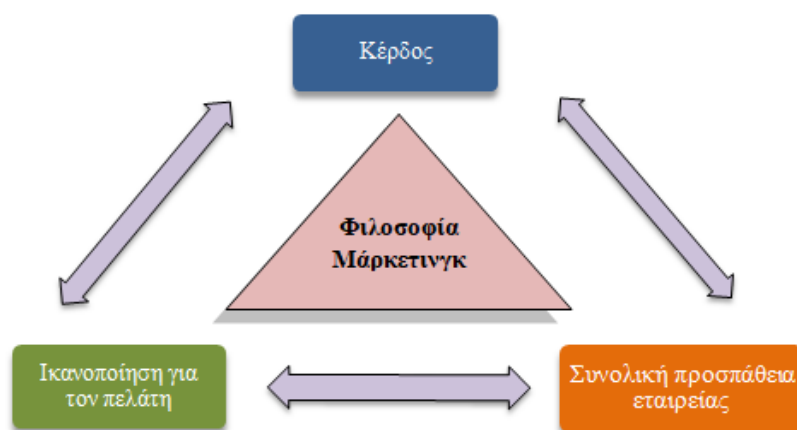 Κέρδος
Φιλοσοφία
Μάρκετινγκ
Ικανοποίηση για
τον πελάτη
Συνολική προσπάθεια
εταιρείας